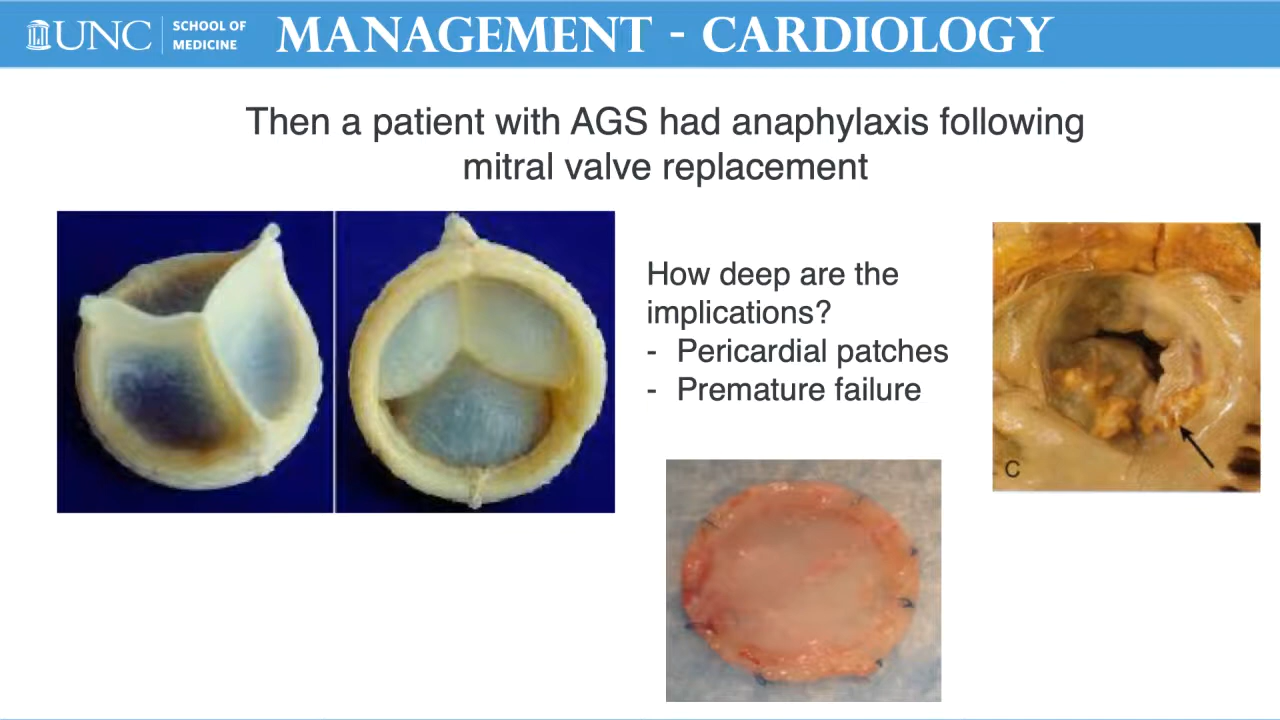 UNC SCHOOL OF MEDICINE
MANAGEMENT - CARDIOLOGY
Then a patient with AGS had anaphylaxis following
mitral valve replacement
How deep are the
implications?
- Pericardial patches
- Premature failure
C